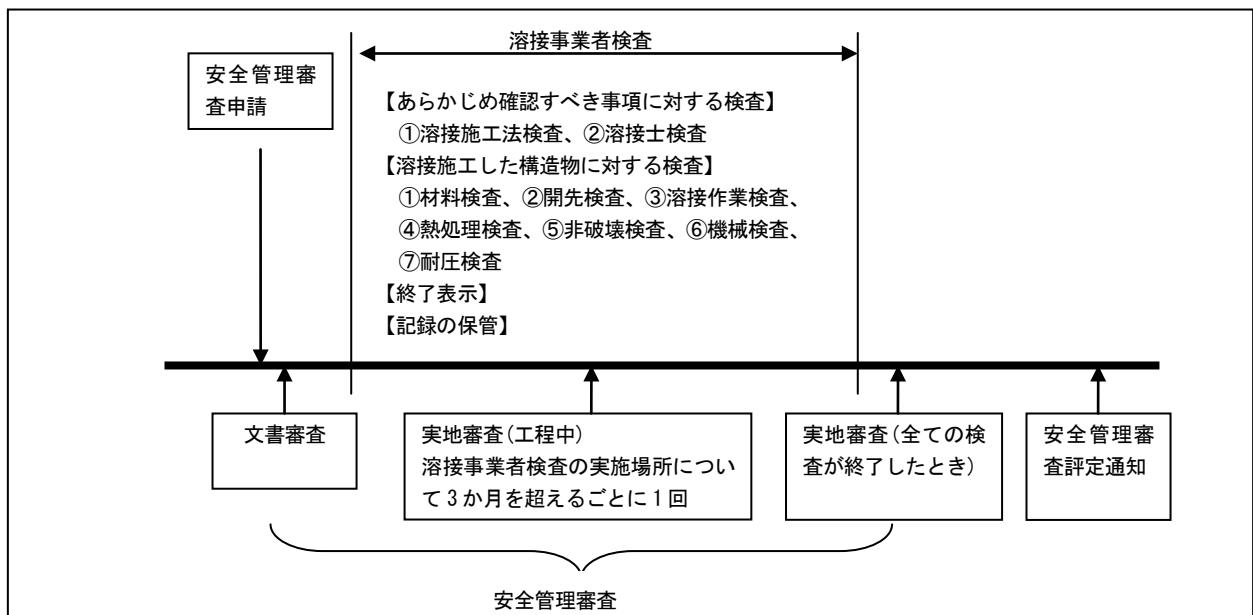 溶接事業者検査
安全管理審
査申請
【あらかじめ確認すべき事項に対する検査】
①溶接施工法検査、②溶接士検査
【溶接施工した構造物に対する検査】
①材料検査、②開先検査、③溶接作業検査、
④熱処理検査、⑤非破壊検査、⑥機械検査、
⑦耐圧検査
【終了表示】
【記録の保管】
文書審査
実地審査(工程中)
溶接事業者検査の実施場所につい
て3か月を超えるごとに1回
実地審査(全ての検
査が終了したとき)
安全管理審
査評定通知
安全管理審査